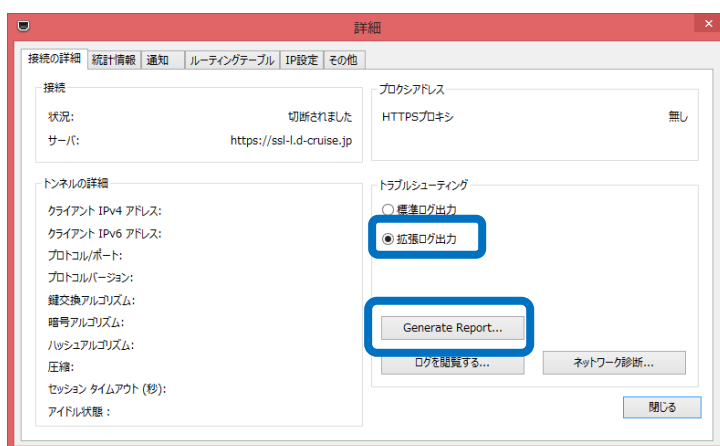 詳細
接続の詳細 統計情報 通知 ルーティングテーブル IP設定 その他
接続
状況: 切断されました
サーバ: https://ssl-l.d-cruise.jp
プロクシアドレス
HTTPSプロキシ 無し
トンネルの詳細
クライアント IPv4 アドレス:
クライアント IPv6 アドレス:
プロトコル/ポート:
プロトコルバージョン:
鍵交換アルゴリズム:
暗号アルゴリズム:
ハッシュアルゴリズム:
圧縮:
セッション タイムアウト (秒):
アイドル状態 :
トラブルシューティング
標準ログ出力
拡張ログ出力
Generate Report...
ログを閲覧する... ネットワーク診断...
閉じる